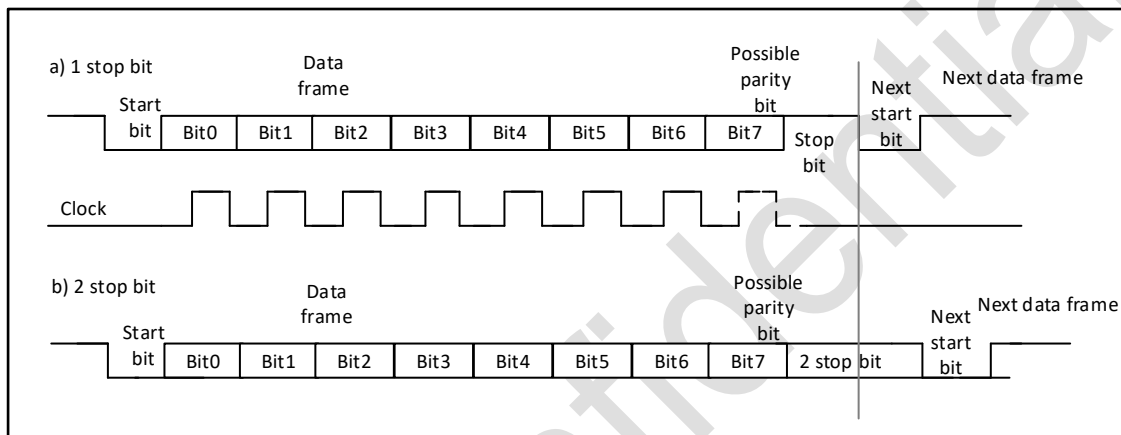 a) 1 stop bit
Data
frame
Possible
parity
bit
Start
bit
Next
start
bit
Next data frame
Bit0 Bit1 Bit2 Bit3 Bit4 Bit5 Bit6 Bit7
Stop
bit
Clock
b) 2 stop bit
Data
frame
Possible
parity
bit
Start
bit
Next
start
bit
Next data frame
Bit0 Bit1 Bit2 Bit3 Bit4 Bit5 Bit6 Bit7 2 stop bit